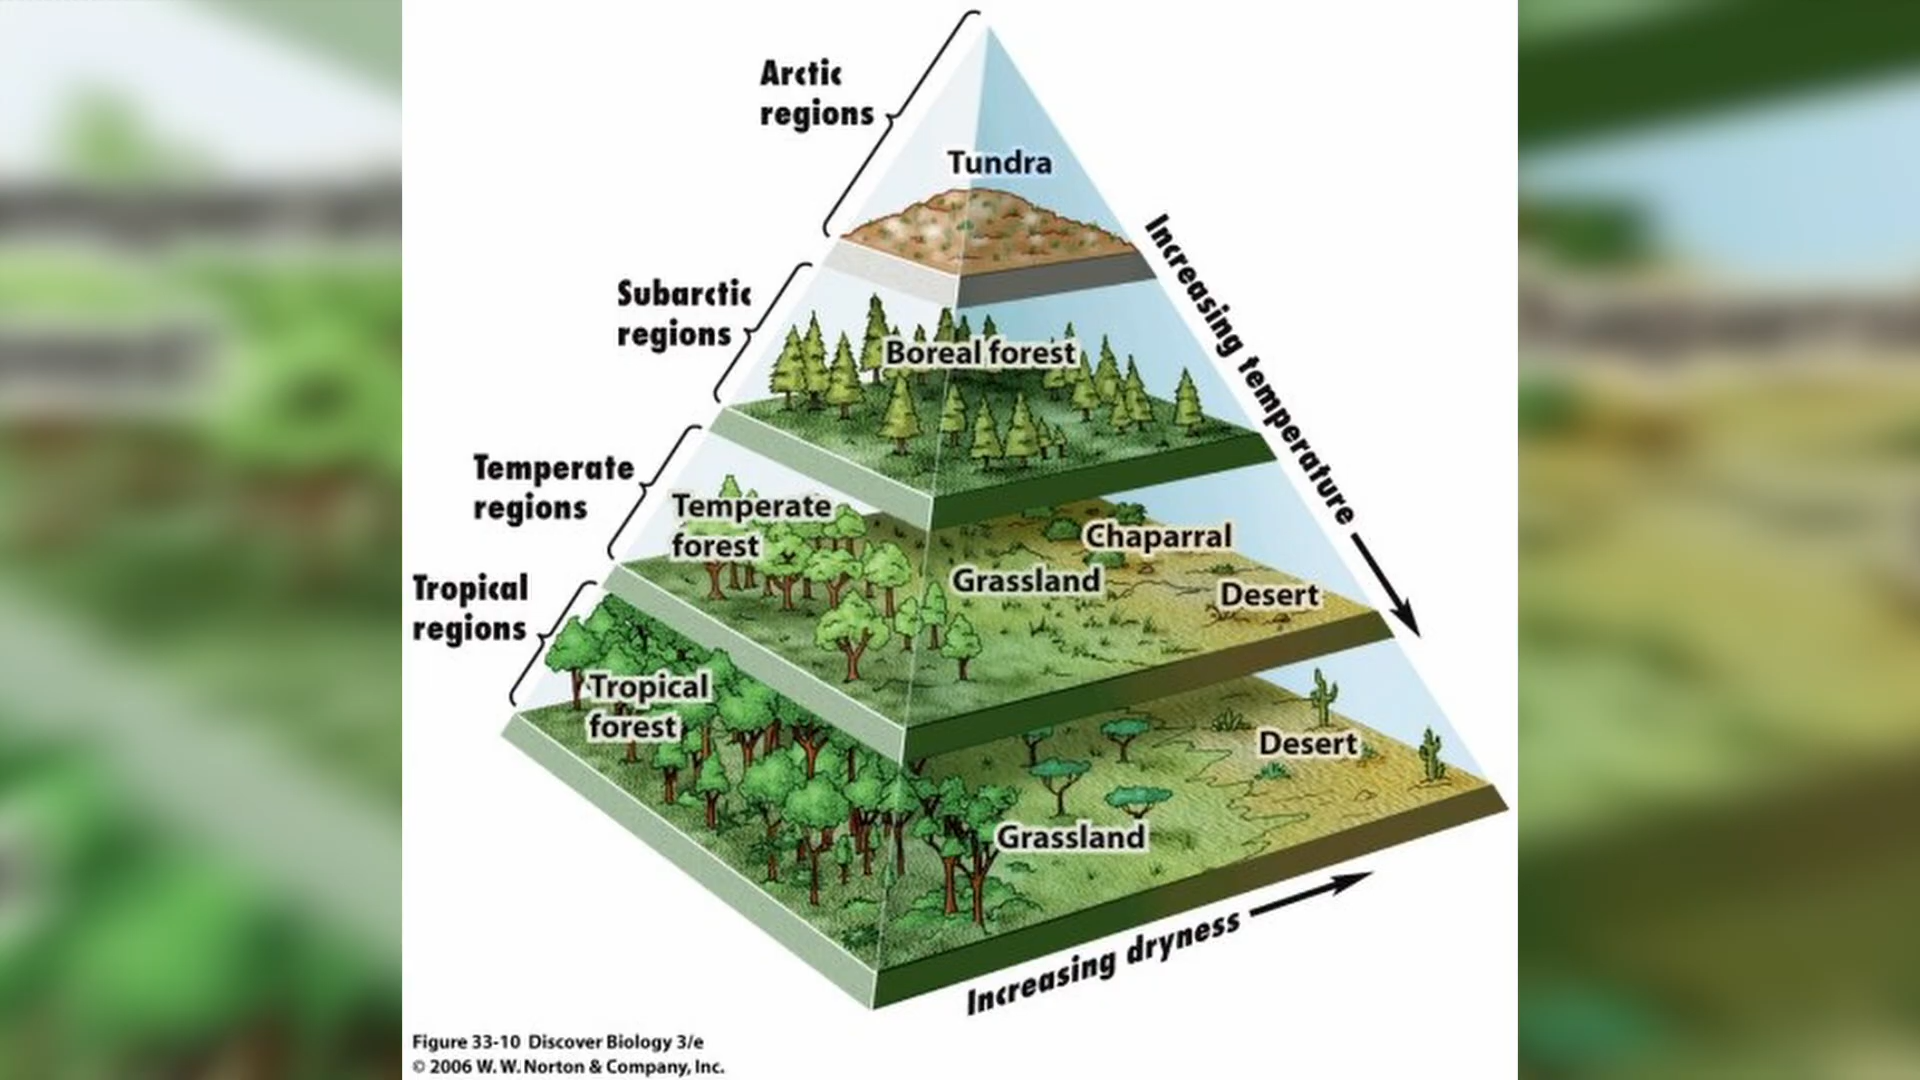 Arctic
regions
Tundra
Increasing temperature
Subarctic
regions
Boreal forest
Temperate
regions
Temperate
forest
Chaparral
Grassland
Desert
Tropical
regions
Tropical
forest
Desert
Grassland
Increasing dryness
Figure 33-10 Discover Biology 3/e
© 2006 W. W. Norton & Company, Inc.